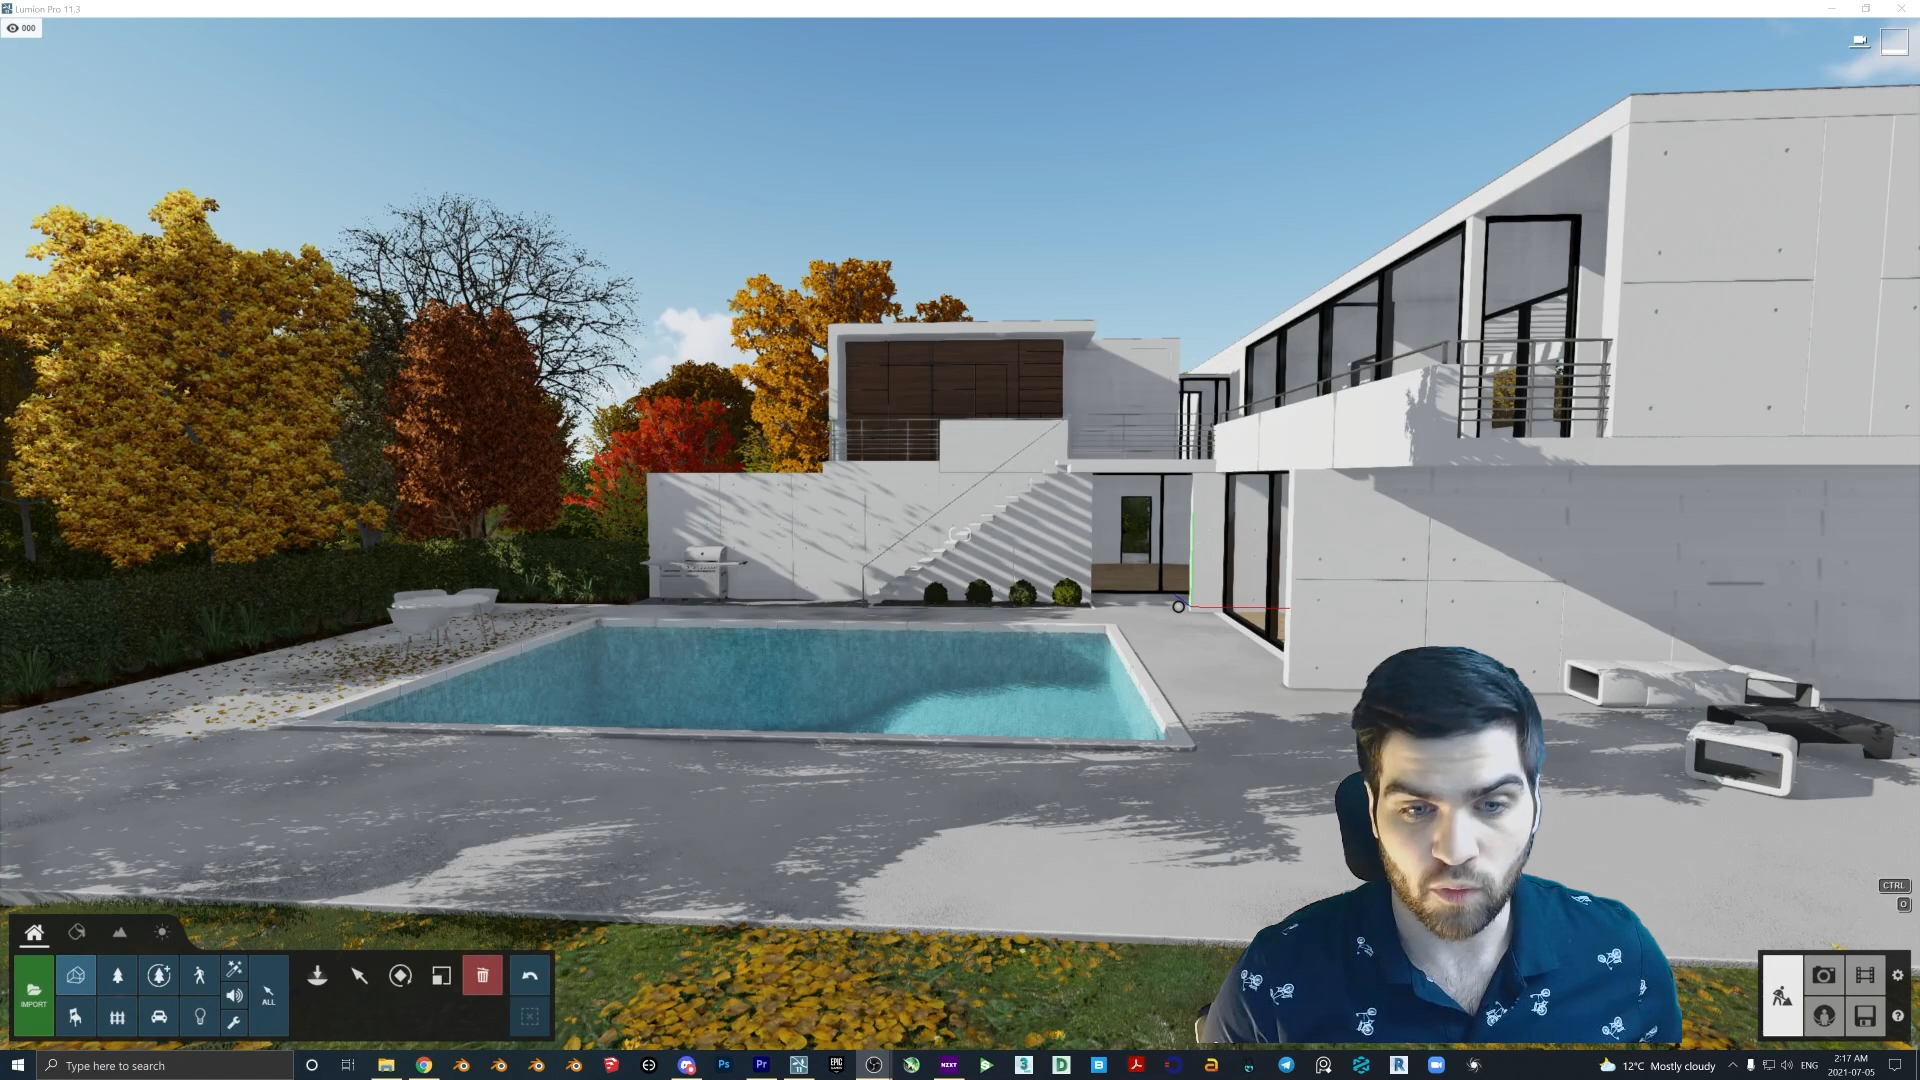 Lumion Pro 11.3
000
CTRL
O
IMPORT
ALL
Type here to search
Ps
Pr
EPIC
NEXT
3
D
B
a
R
12°C Mostly cloudy
ENG
2:17 AM
2021-07-05